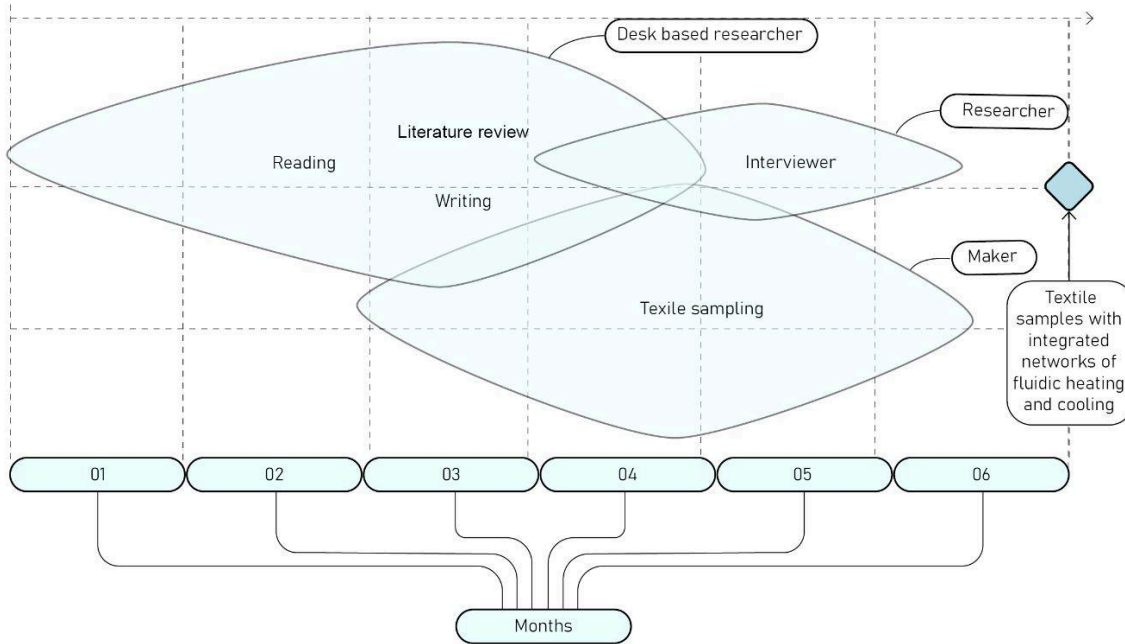 Desk based researcher
Researcher
Literature review
Reading
Interviewer
Writing
Maker
Texile sampling
Textile
samples with
integrated
networks of
fluidic heating
and cooling
01
02
03
04
05
06
Months